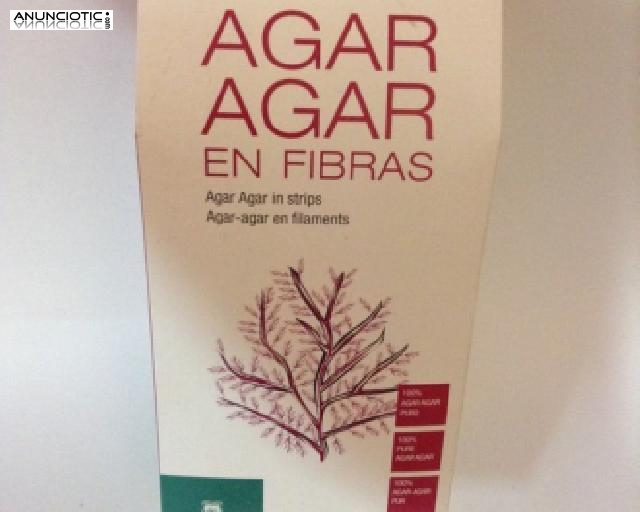 ANUNCIOTIC.com
AGAR
AGAR
EN FIBRAS
Agar Agar in strips
Agar-agar en filaments
100%
AGAR AGAR
PURO
100%
PURE
AGAR AGAR
100%
AGAR-AGAR
PUR